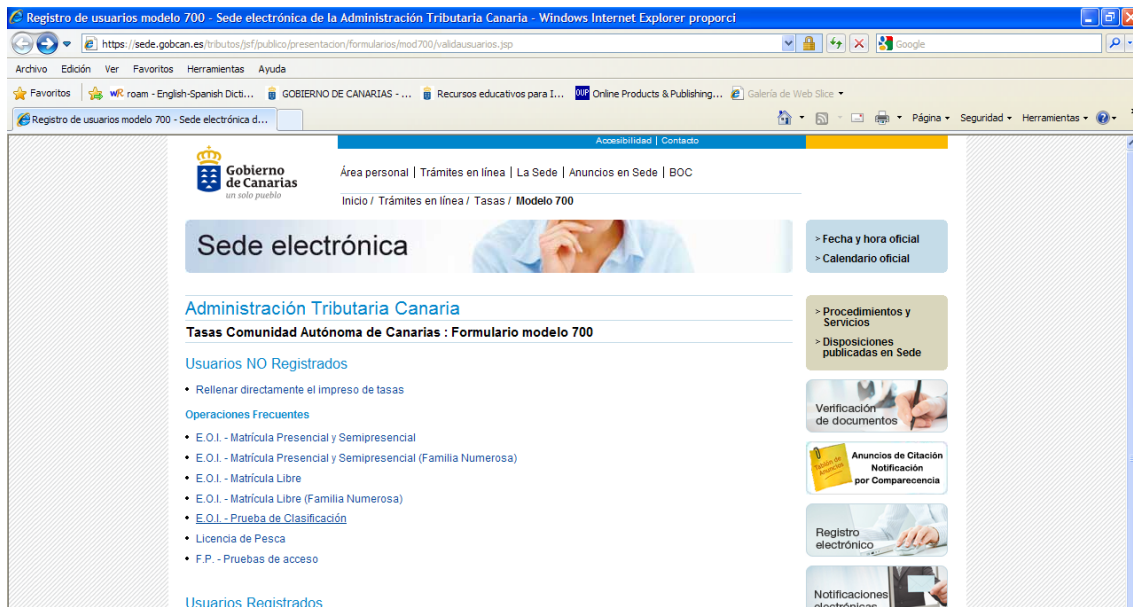 Registro de usuarios modelo 700 - Sede electrónica de la Administración Tributaria Canaria - Windows Internet Explorer proporci
https://sede.gobcan.es/tributos/jsf/publico/presentacion/formularios/mod700/validausuarios.jsp
Google
Archivo Edición Ver Favoritos Herramientas Ayuda
Favoritos wR roam - English-Spanish Dicti... GOBIERNO DE CANARIAS - ... Recursos educativos para I... OUP Online Products & Publishing... Galería de Web Slice
Registro de usuarios modelo 700 - Sede electrónica d...
Página Seguridad Herramientas
Accesibilidad | Contacto
Gobierno
de Canarias
un solo pueblo
Área personal | Trámites en línea | La Sede | Anuncios en Sede | BOC
Inicio / Trámites en línea / Tasas / Modelo 700
Sede electrónica
> Fecha y hora oficial
> Calendario oficial
Administración Tributaria Canaria
Tasas Comunidad Autónoma de Canarias : Formulario modelo 700
Usuarios NO Registrados
• Rellenar directamente el impreso de tasas
Operaciones Frecuentes
• E.O.I. - Matrícula Presencial y Semipresencial
• E.O.I. - Matrícula Presencial y Semipresencial (Familia Numerosa)
• E.O.I. - Matrícula Libre
• E.O.I. - Matrícula Libre (Familia Numerosa)
• E.O.I. - Prueba de Clasificación
• Licencia de Pesca
• F.P. - Pruebas de acceso
Usuarios Registrados
> Procedimientos y
Servicios
> Disposiciones
publicadas en Sede
Verificación
de documentos
Tablón de
Anuncios
Anuncios de Citación
Notificación
por Comparecencia
Registro
electrónico
Notificaciones
electrónicas